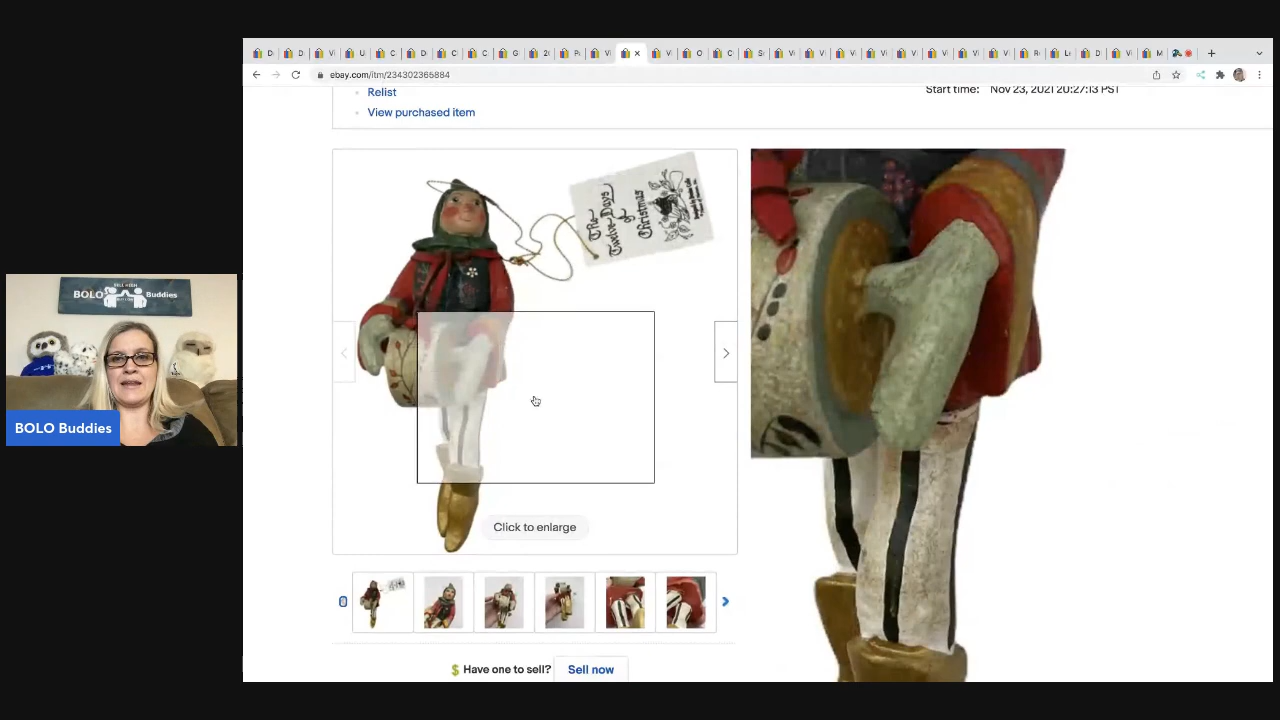 ebay.com/itm/234302365884
Relist
View purchased item
Start time: Nov 23, 2021 20:27:13 PST
The
Twelve Days
of
Christmas
Click to enlarge
Have one to sell? Sell now
BOLO Buddies
BOLO Buddies